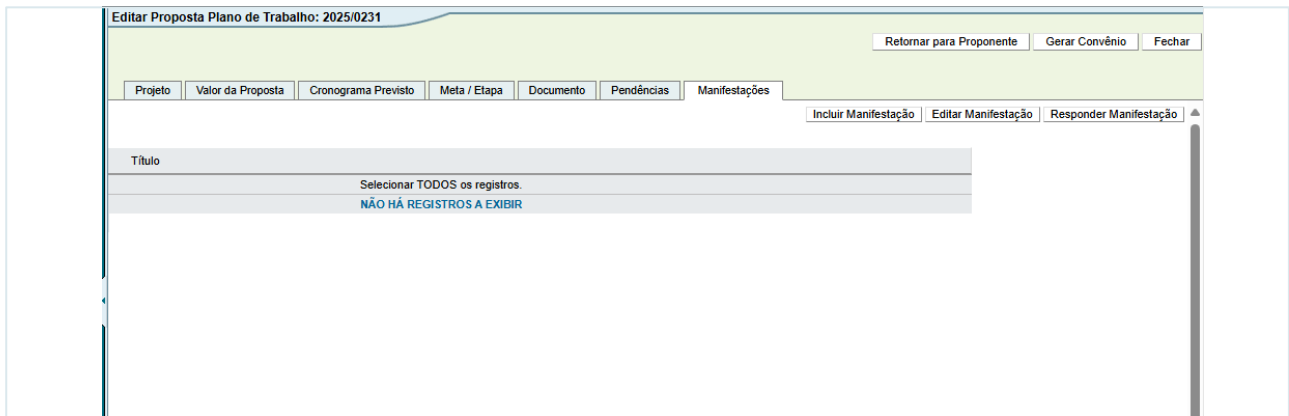 Editar Proposta Plano de Trabalho: 2025/0231
Retornar para Proponente Gerar Convênio Fechar
Projeto Valor da Proposta Cronograma Previsto Meta / Etapa Documento Pendências Manifestações
Incluir Manifestação Editar Manifestação Responder Manifestação
Título
Selecionar TODOS os registros.
NÃO HÁ REGISTROS A EXIBIR